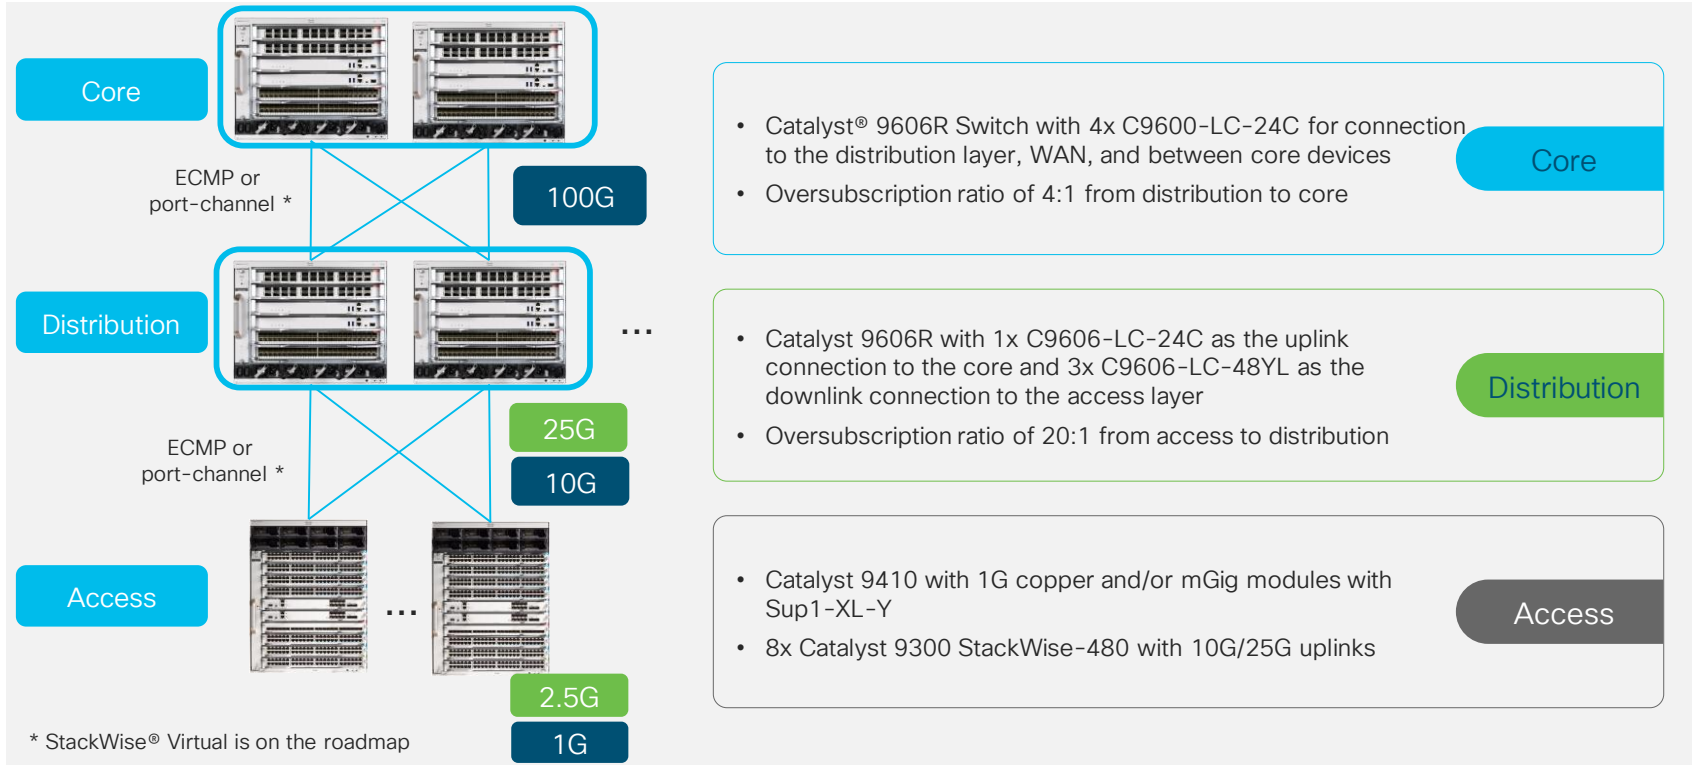 Core
ECMP or
port-channel *
100G
Distribution
...
ECMP or
port-channel *
25G
10G
Access
...
2.5G
1G
* StackWise® Virtual is on the roadmap
• Catalyst® 9606R Switch with 4x C9600-LC-24C for connection
to the distribution layer, WAN, and between core devices
• Oversubscription ratio of 4:1 from distribution to core
Core
• Catalyst 9606R with 1x C9606-LC-24C as the uplink
connection to the core and 3x C9606-LC-48YL as the
downlink connection to the access layer
• Oversubscription ratio of 20:1 from access to distribution
Distribution
• Catalyst 9410 with 1G copper and/or mGig modules with
Sup1-XL-Y
• 8x Catalyst 9300 StackWise-480 with 10G/25G uplinks
Access